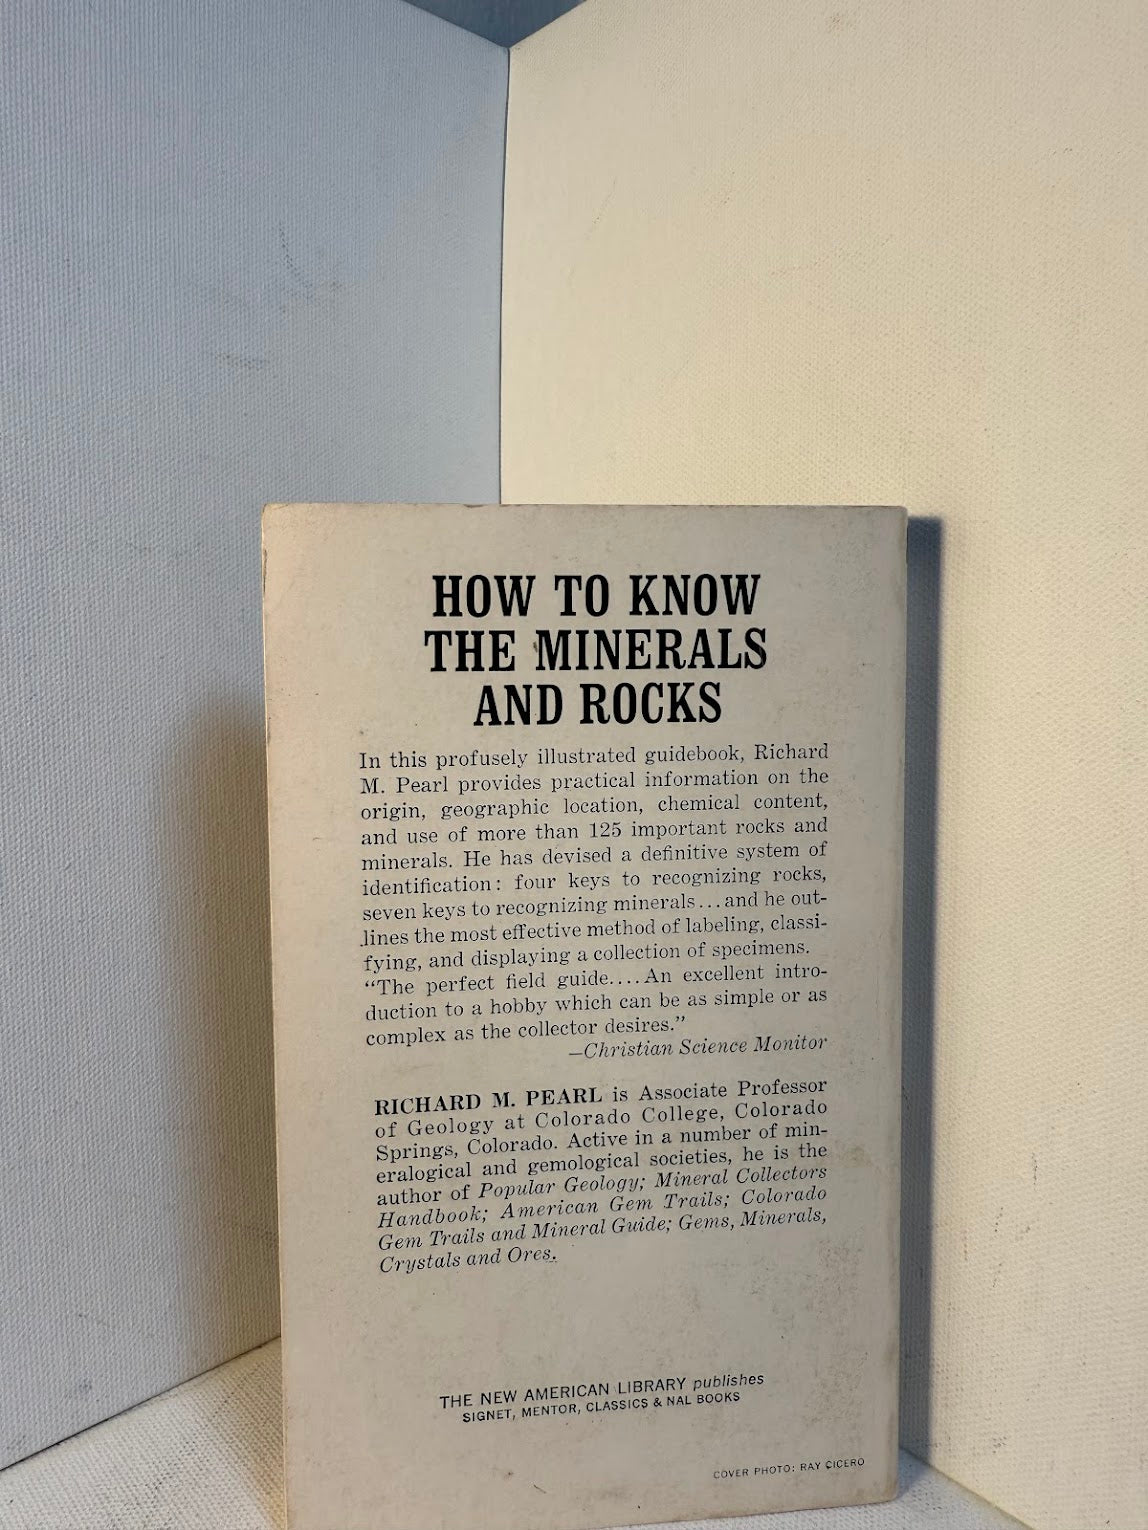 HOW TO KNOW
THE MINERALS
AND ROCKS
In this profusely illustrated guidebook, Richard
M. Pearl provides practical information on the
origin, geographic location, chemical content,
and use of more than 125 important rocks and
minerals. He has devised a definitive system of
identification: four keys to recognizing rocks,
seven keys to recognizing minerals...and he out-
lines the most effective method of labeling, classi-
fying, and displaying a collection of specimens.
“The perfect field guide....An excellent intro-
duction to a hobby which can be as simple or as
complex as the collector desires.”
—Christian Science Monitor
RICHARD M. PEARL is Associate Professor
of Geology at Colorado College, Colorado
Springs, Colorado. Active in a number of min-
eralogical and gemological societies, he is the
author of Popular Geology; Mineral Collectors
Handbook; American Gem Trails; Colorado
Gem Trails and Mineral Guide; Gems, Minerals,
Crystals and Ores.
THE NEW AMERICAN LIBRARY publishes
SIGNET, MENTOR, CLASSICS & NAL BOOKS
COVER PHOTO: RAY CICERO